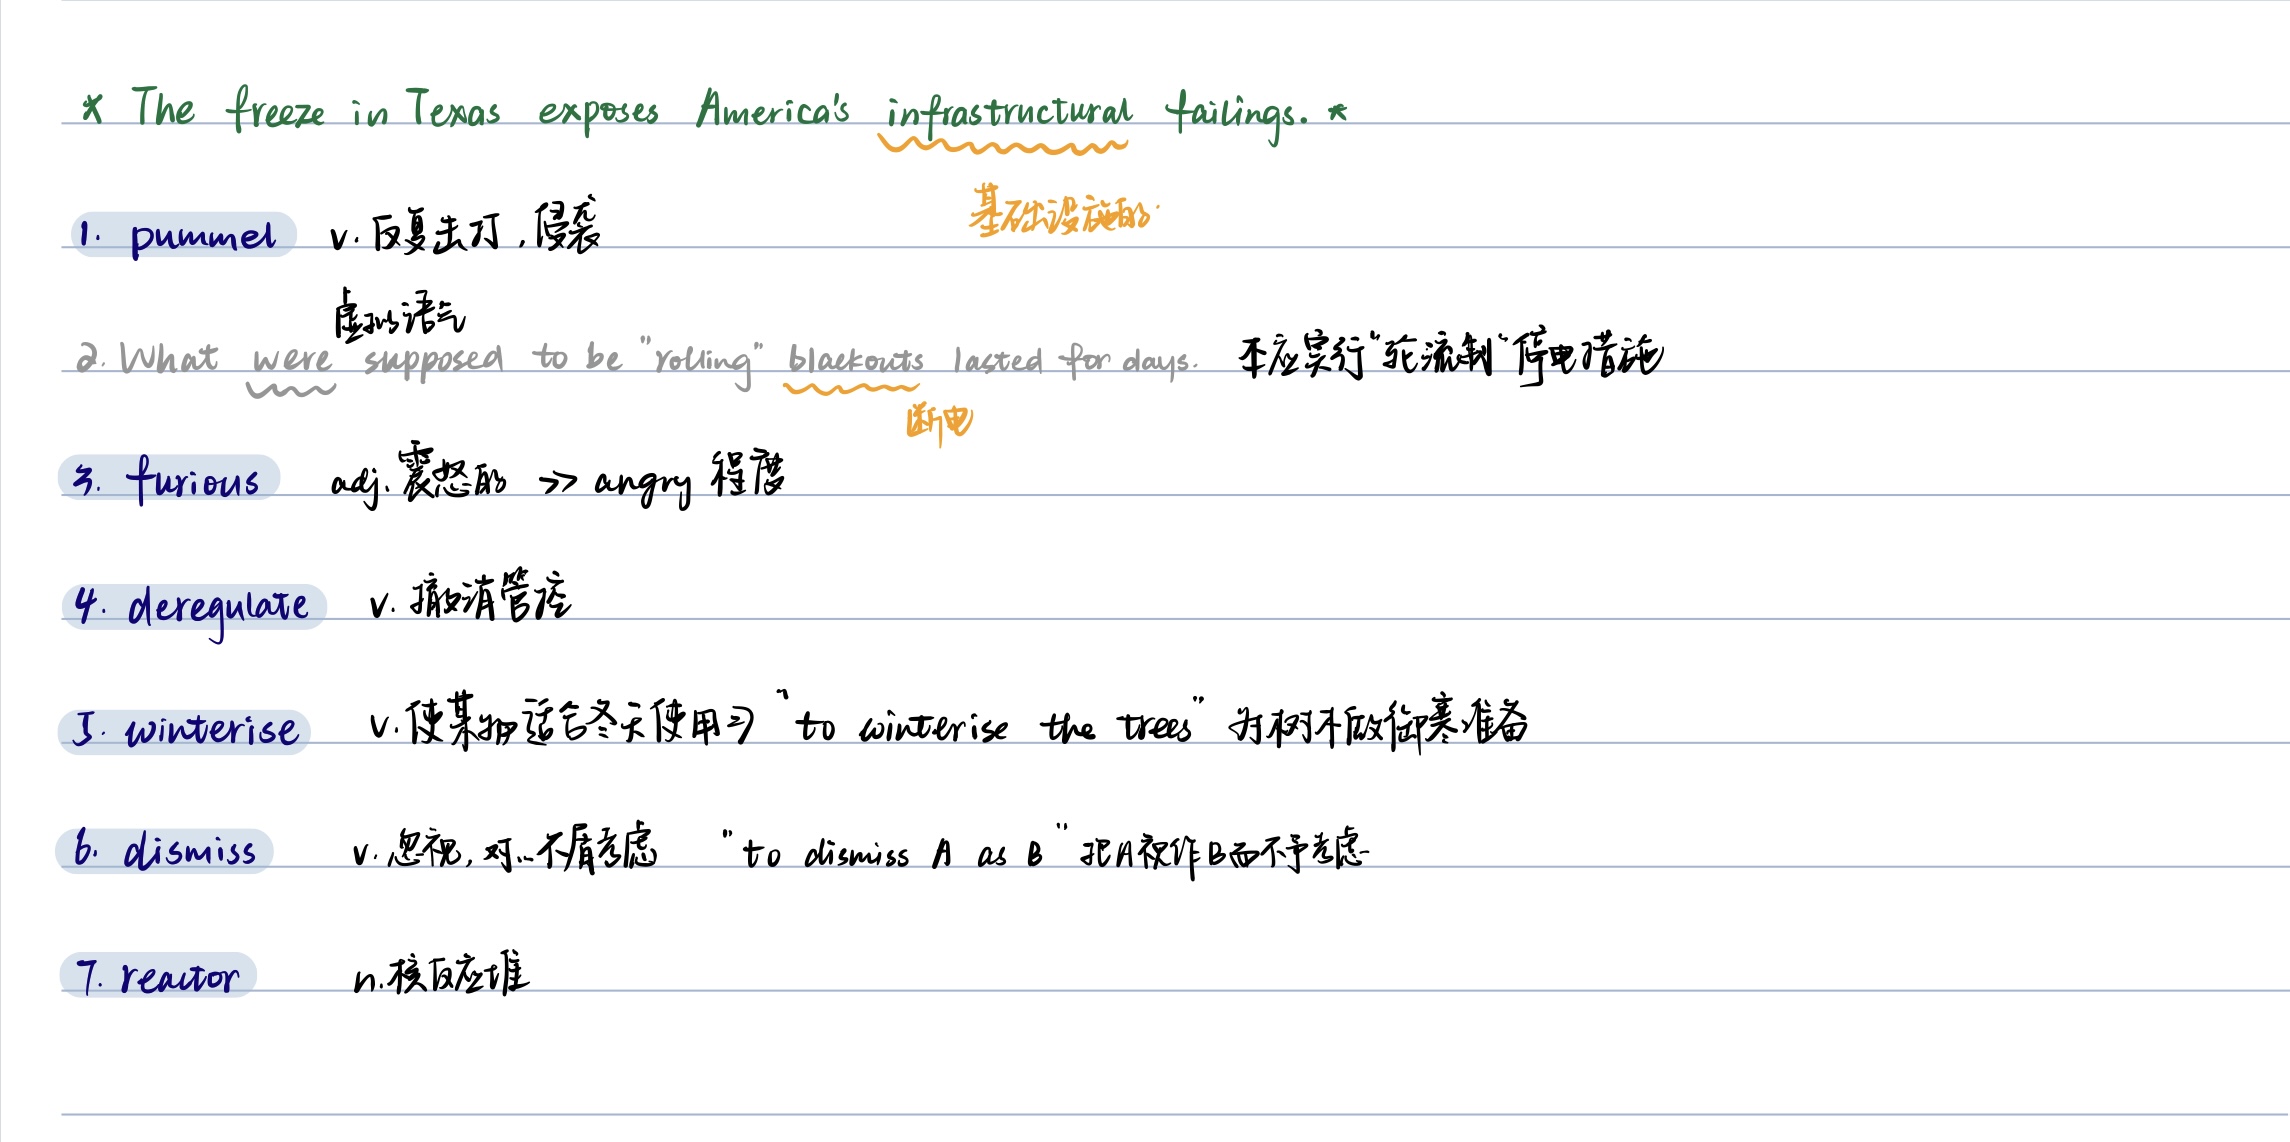 * The freeze in Texas exposes America's infrastructural failings. *
基础设施的.
1. pummel v. 反复击打，侵袭
虚拟语气
2. What were supposed to be "rolling" blackouts lasted for days. 本应实行"轮流制"停电措施
断电
3. furious adj. 震怒的 >> angry 程度
4. deregulate v. 撤消管控
5. winterise v. 使某物适合冬天使用 => "to winterise the trees" 为树木做御寒准备
6. dismiss v. 忽视, 对...不屑考虑 "to dismiss A as B" 把A视作B而不予考虑
7. reactor n. 核反应堆